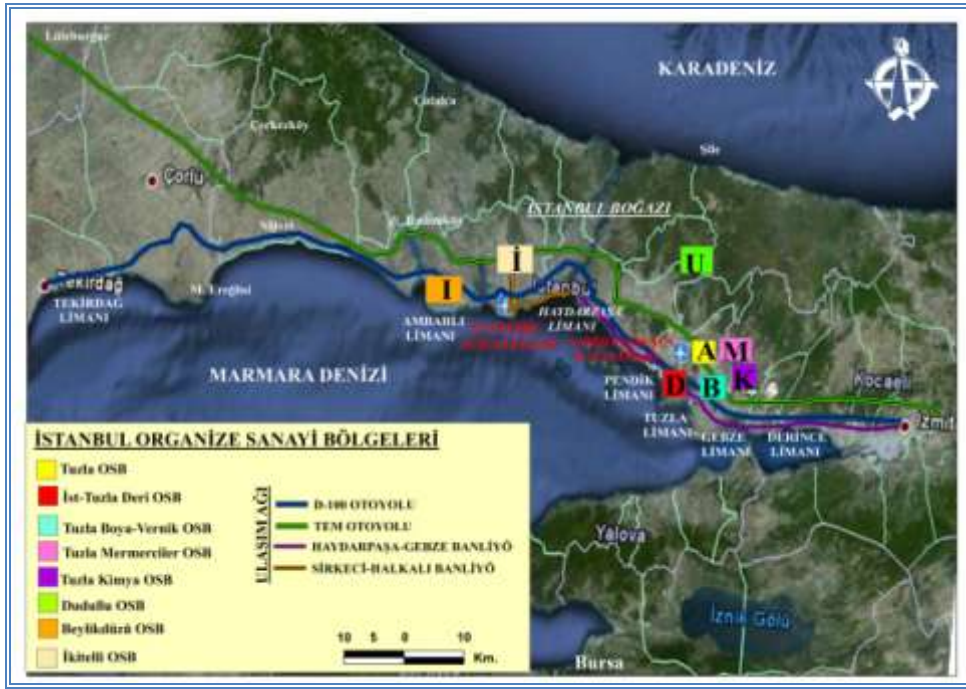 Lüleburgaz
KARADENİZ
Çatalca
Çerkezköy
Şile
Çorlu
İSTANBUL BOĞAZI
Silivri
İ
U
Tekirdağ
TEKİRDAĞ
LİMANI
M. Ereğlisi
I
İstanbul
AMBARLI
LİMANI
HAYDARPAŞA
LİMANI
MARMARA DENİZİ
A
M
PENDİK
LİMANI
D
B
K
Kocaeli
TUZLA
LİMANI
GEBZE
LİMANI
DERİNCE
LİMANI
İzmit
Yalova
İznik Gölü
Bursa
İSTANBUL ORGANİZE SANAYİ BÖLGELERİ
Tuzla OSB
İst-Tuzla Deri OSB
Tuzla Boya-Vernik OSB
Tuzla Mermerciler OSB
Tuzla Kimya OSB
Dudullu OSB
Beylikdüzü OSB
İkitelli OSB
ULAŞIM AĞI
D-100 OTOYOLU
TEM OTOYOLU
HAYDARPAŞA-GEBZE BANLİYÖ
SİRKECİ-HALKALI BANLİYÖ
10 5 0 10
Km.